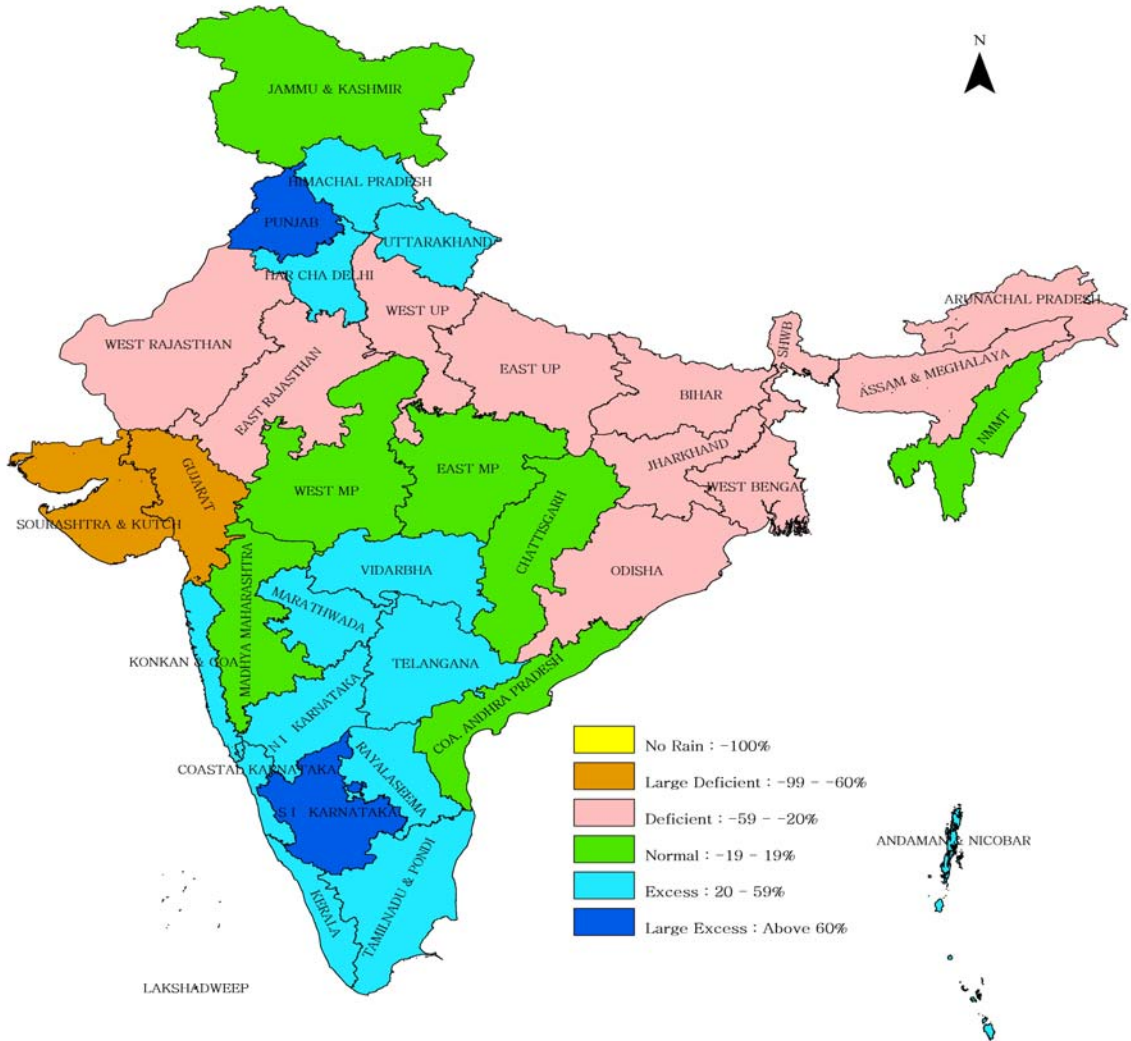 N
JAMMU & KASHMIR
HIMACHAL PRADESH
PUNJAB
UTTARAKHAND
HAR CHA DELHI
ARUNACHAL PRADESH
WEST UP
SHWB
WEST RAJASTHAN
EAST RAJASTHAN
EAST UP
ASSAM & MEGHALAYA
BIHAR
NMMT
JHARKHAND
EAST MP
GUJARAT
WEST MP
WEST BENGAL
SOURASHTRA & KUTCH
CHATTISGARH
VIDARBHA
ODISHA
MARATHWADA
MADHYA MAHARASHTRA
KONKAN & GOA
TELANGANA
N I KARNATAKA
COA. ANDHRA PRADESH
RAYALASEEMA
COASTAL KARNATAKA
S I KARNATAKA
TAMILNADU & PONDI
KERALA
LAKSHADWEEP
ANDAMAN & NICOBAR
No Rain : -100%
Large Deficient : -99 - -60%
Deficient : -59 - -20%
Normal : -19 - 19%
Excess : 20 - 59%
Large Excess : Above 60%